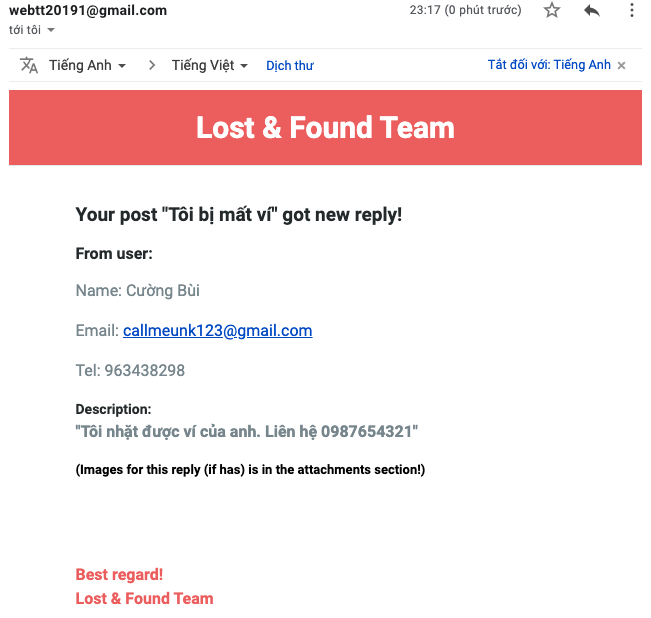 webtt20191@gmail.com
23:17 (0 phút trước)
tới tôi
Tiếng Anh
Tiếng Việt
Dịch thư
Tắt đối với: Tiếng Anh
Lost & Found Team
Your post "Tôi bị mất ví" got new reply!
From user:
Name: Cường Bùi
Email: callmeunk123@gmail.com
Tel: 963438298
Description:
"Tôi nhặt được ví của anh. Liên hệ 0987654321"
(Images for this reply (if has) is in the attachments section!)
Best regard!
Lost & Found Team